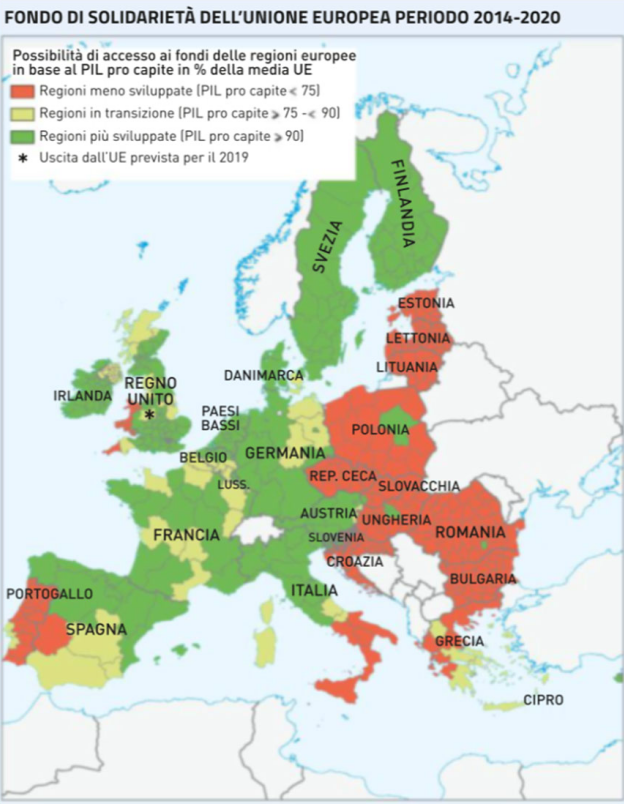 FONDO DI SOLIDARIETÀ DELL'UNIONE EUROPEA PERIODO 2014-2020
Possibilità di accesso ai fondi delle regioni europee
in base al PIL pro capite in % della media UE
Regioni meno sviluppate (PIL pro capite < 75)
Regioni in transizione (PIL pro capite ⩾ 75 -< 90)
Regioni più sviluppate (PIL pro capite ⩾ 90)
* Uscita dall'UE prevista per il 2019
FINLANDIA
SVEZIA
ESTONIA
LETTONIA
LITUANIA
DANIMARCA
REGNO
UNITO
*
IRLANDA
PAESI
BASSI
POLONIA
BELGIO
GERMANIA
LUSS.
REP. CECA
SLOVACCHIA
AUSTRIA
UNGHERIA
FRANCIA
SLOVENIA
ROMANIA
CROAZIA
BULGARIA
ITALIA
PORTOGALLO
SPAGNA
GRECIA
CIPRO